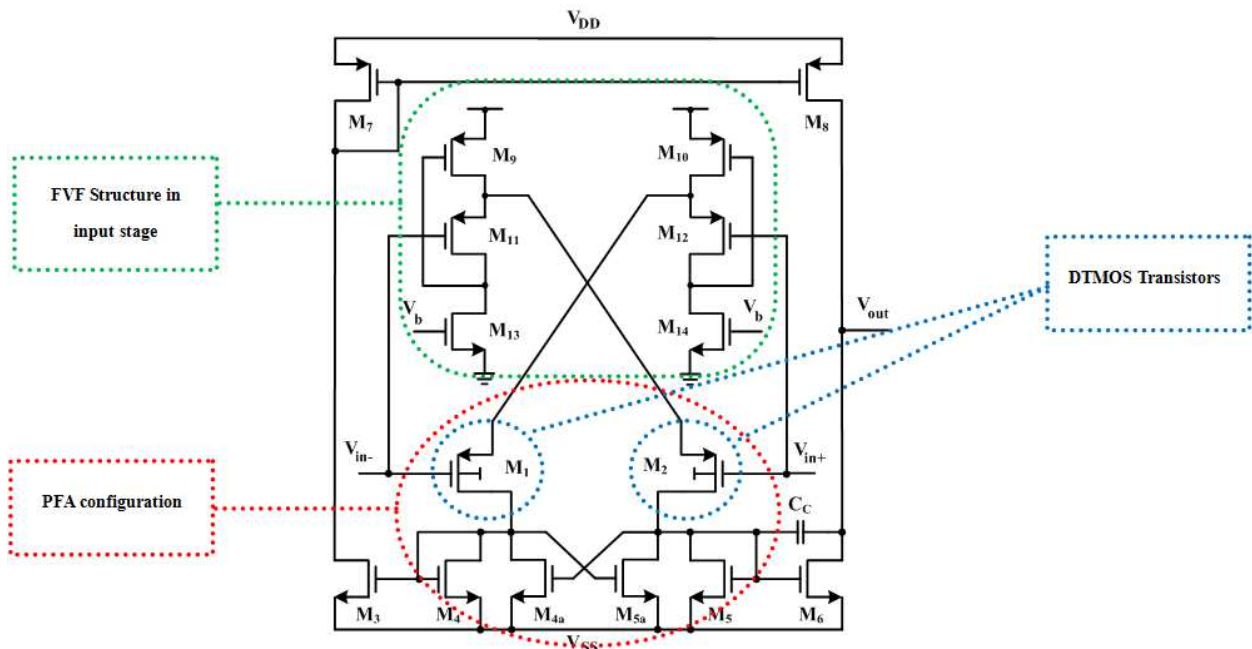 VDD
M7
M8
M9
M10
FVF Structure in
input stage
M11
M12
DTMOS Transistors
Vb
M13
M14
Vb
Vout
Vin-
M1
M2
Vin+
PFA configuration
CC
M3
M4
M4a
M5a
M5
M6
VSS